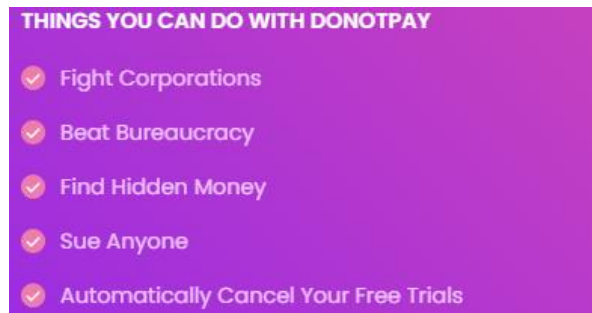 THINGS YOU CAN DO WITH DONOTPAY
Fight Corporations
Beat Bureaucracy
Find Hidden Money
Sue Anyone
Automatically Cancel Your Free Trials